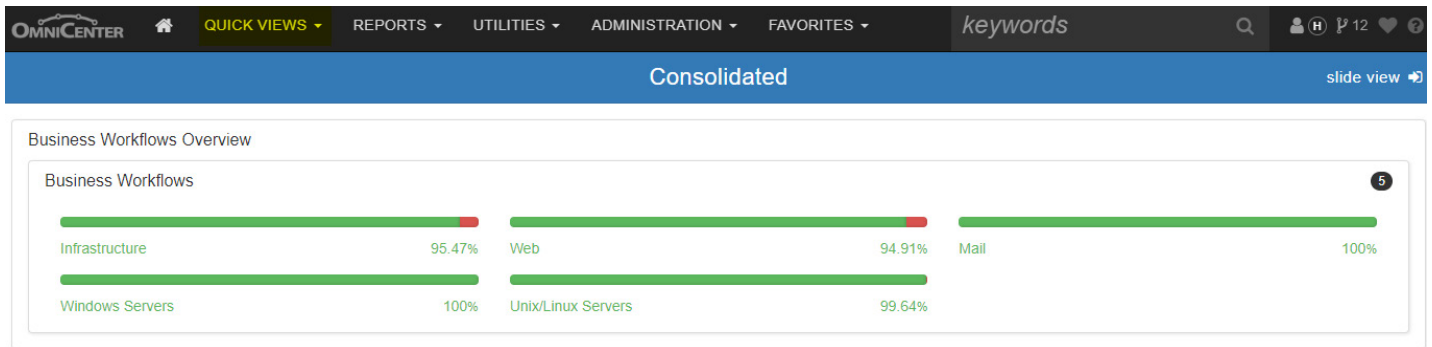 OMNICENTER QUICK VIEWS REPORTS UTILITIES ADMINISTRATION FAVORITES keywords H 12 ?
Consolidated slide view
Business Workflows Overview
Business Workflows 5
Infrastructure 95.47% Web 94.91% Mail 100%
Windows Servers 100% Unix/Linux Servers 99.64%